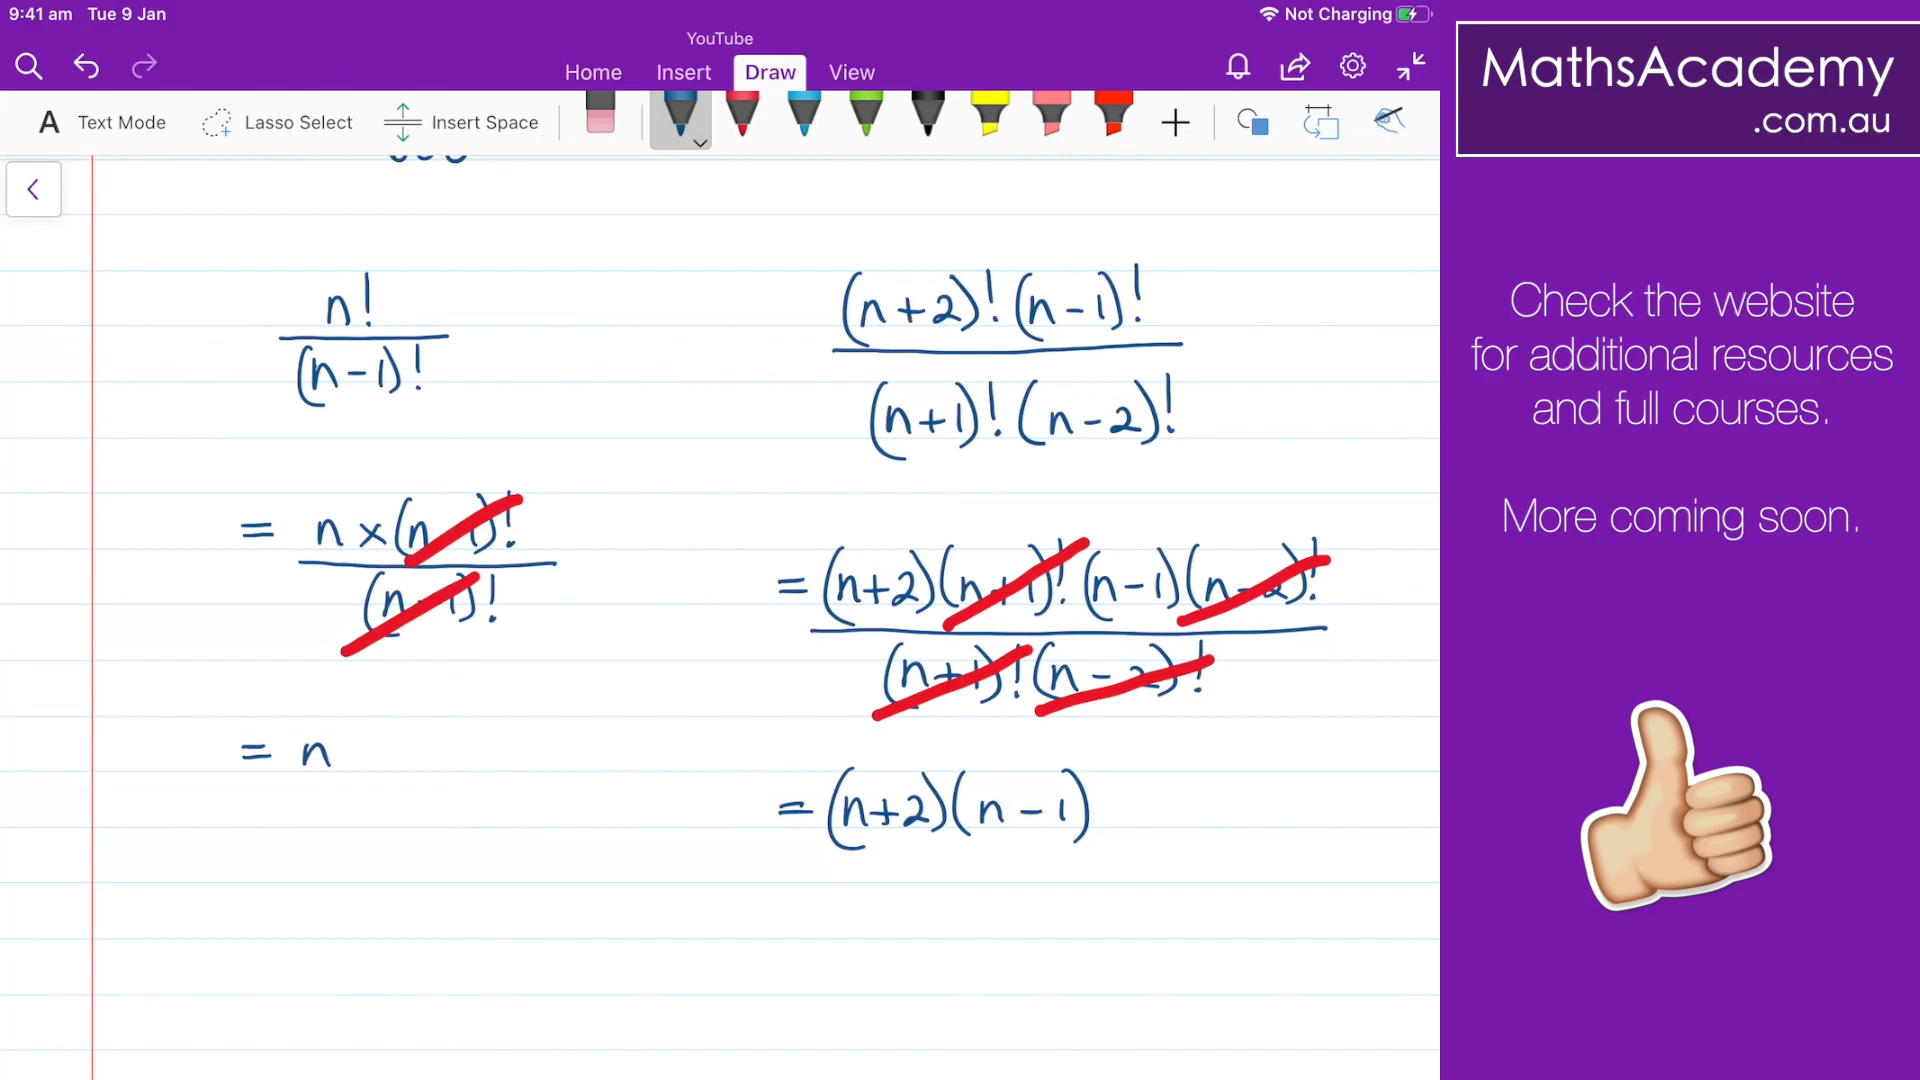 9:41 am Tue 9 Jan
Not Charging
YouTube
Home Insert Draw View
A Text Mode Lasso Select Insert Space
MathsAcademy
.com.au
Check the website
for additional resources
and full courses.
More coming soon.
n!
(n-1)!
= n×(n-1)!
(n-1)!
= n
(n+2)!(n-1)!
(n+1)!(n-2)!
=(n+2)(n+1)!(n-1)(n-2)!
(n+1)!(n-2)!
=(n+2)(n-1)